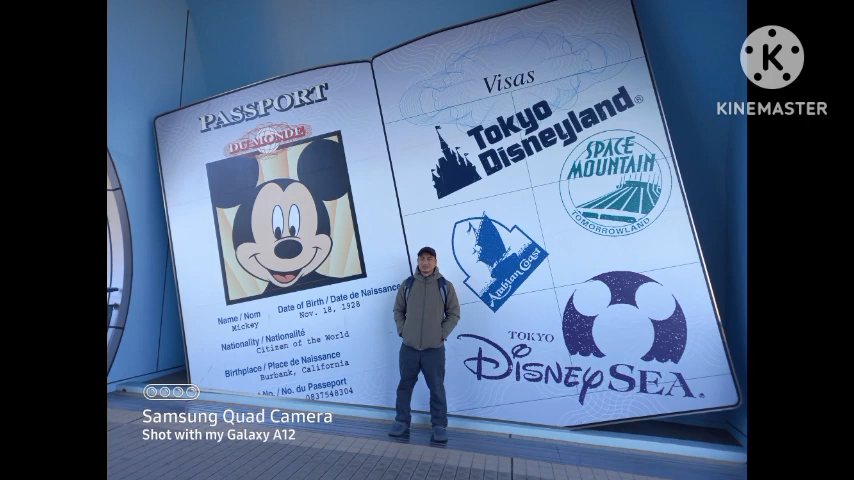 PASSPORT
DU MONDE
Name / Nom
Mickey
Date of Birth / Date de Naissance
Nov. 18, 1928
Nationality / Nationalité
Citizen of the World
Birthplace / Place de Naissance
Burbank, California
No. / No. du Passeport
0837548304
Visas
Tokyo
Disneyland®
SPACE
MOUNTAIN
TOMORROWLAND
Arabian Coast
TOKYO
DISNEYSEA®
Samsung Quad Camera
Shot with my Galaxy A12
K
KINEMASTER